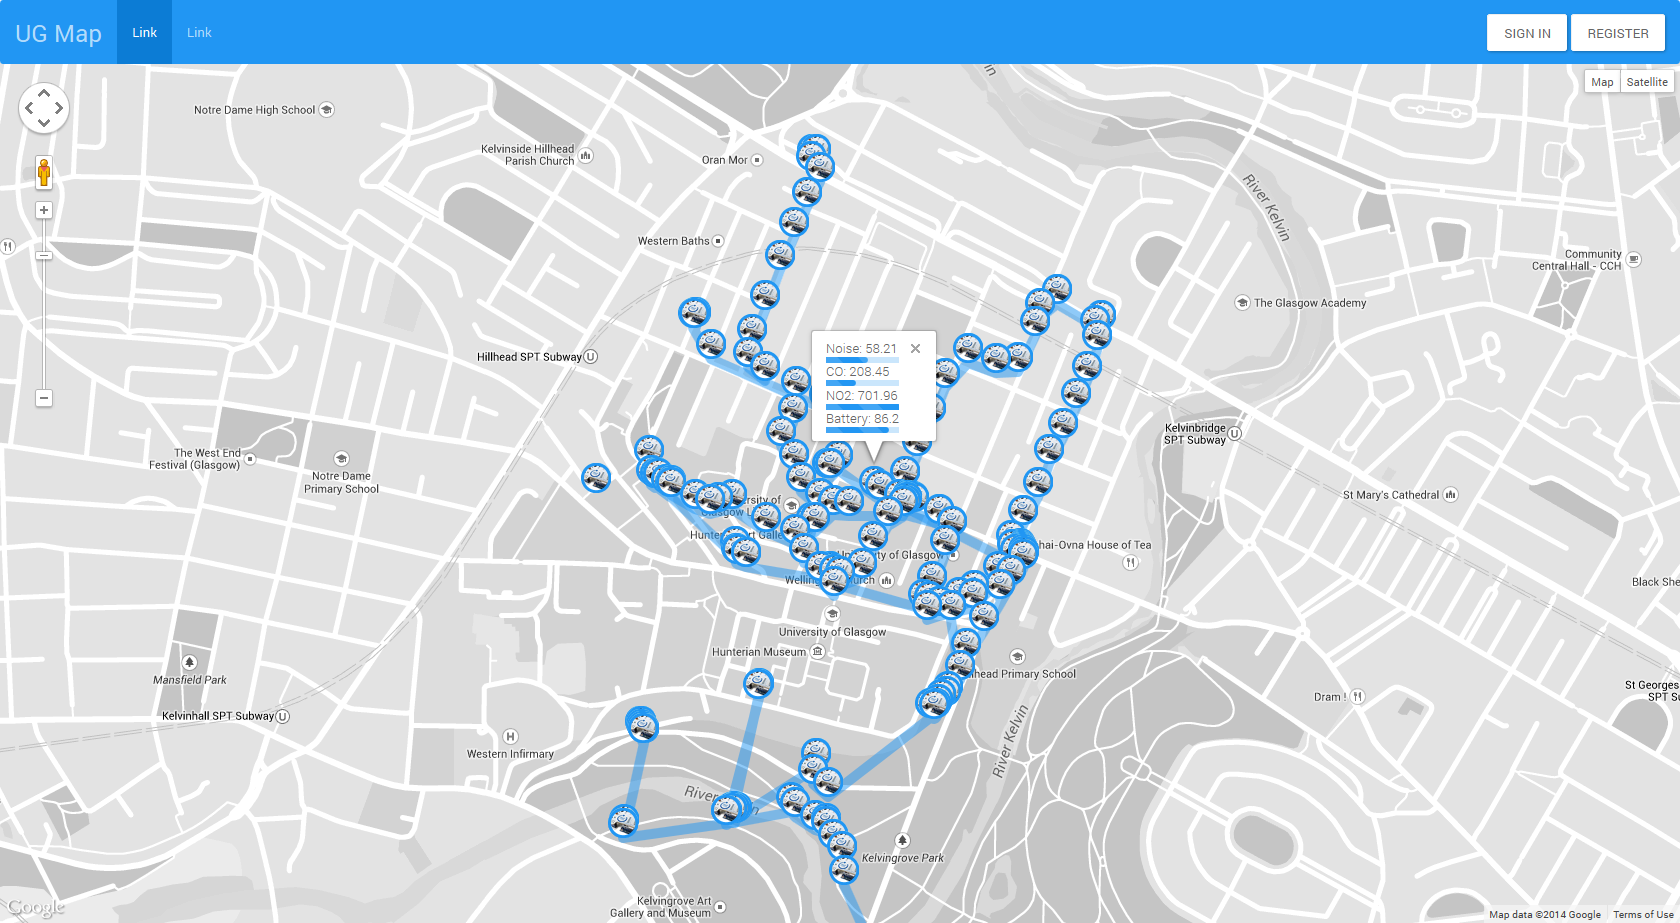 UG Map
Link
Link
SIGN IN
REGISTER
Map
Satellite
Notre Dame High School
Kelvinside Hillhead
Parish Church
Oran Mor
River Kelvin
Western Baths
Community
Central Hall - CCH
The Glasgow Academy
Hillhead SPT Subway
Noise: 58.21
CO: 208.45
NO2: 701.96
Battery: 86.2
Kelvinbridge
SPT Subway
The West End
Festival (Glasgow)
Notre Dame
Primary School
St Mary's Cathedral
University of Glasgow
Black She
University of Glasgow
Hunterian Museum
Mansfield Park
Kelvinhall SPT Subway
St Georges
SPT Su
Dram !
Western Infirmary
River Kelvin
River
Kelvingrove Park
Kelvingrove Art
Gallery and Museum
Google
Map data ©2014 Google
Terms of Use